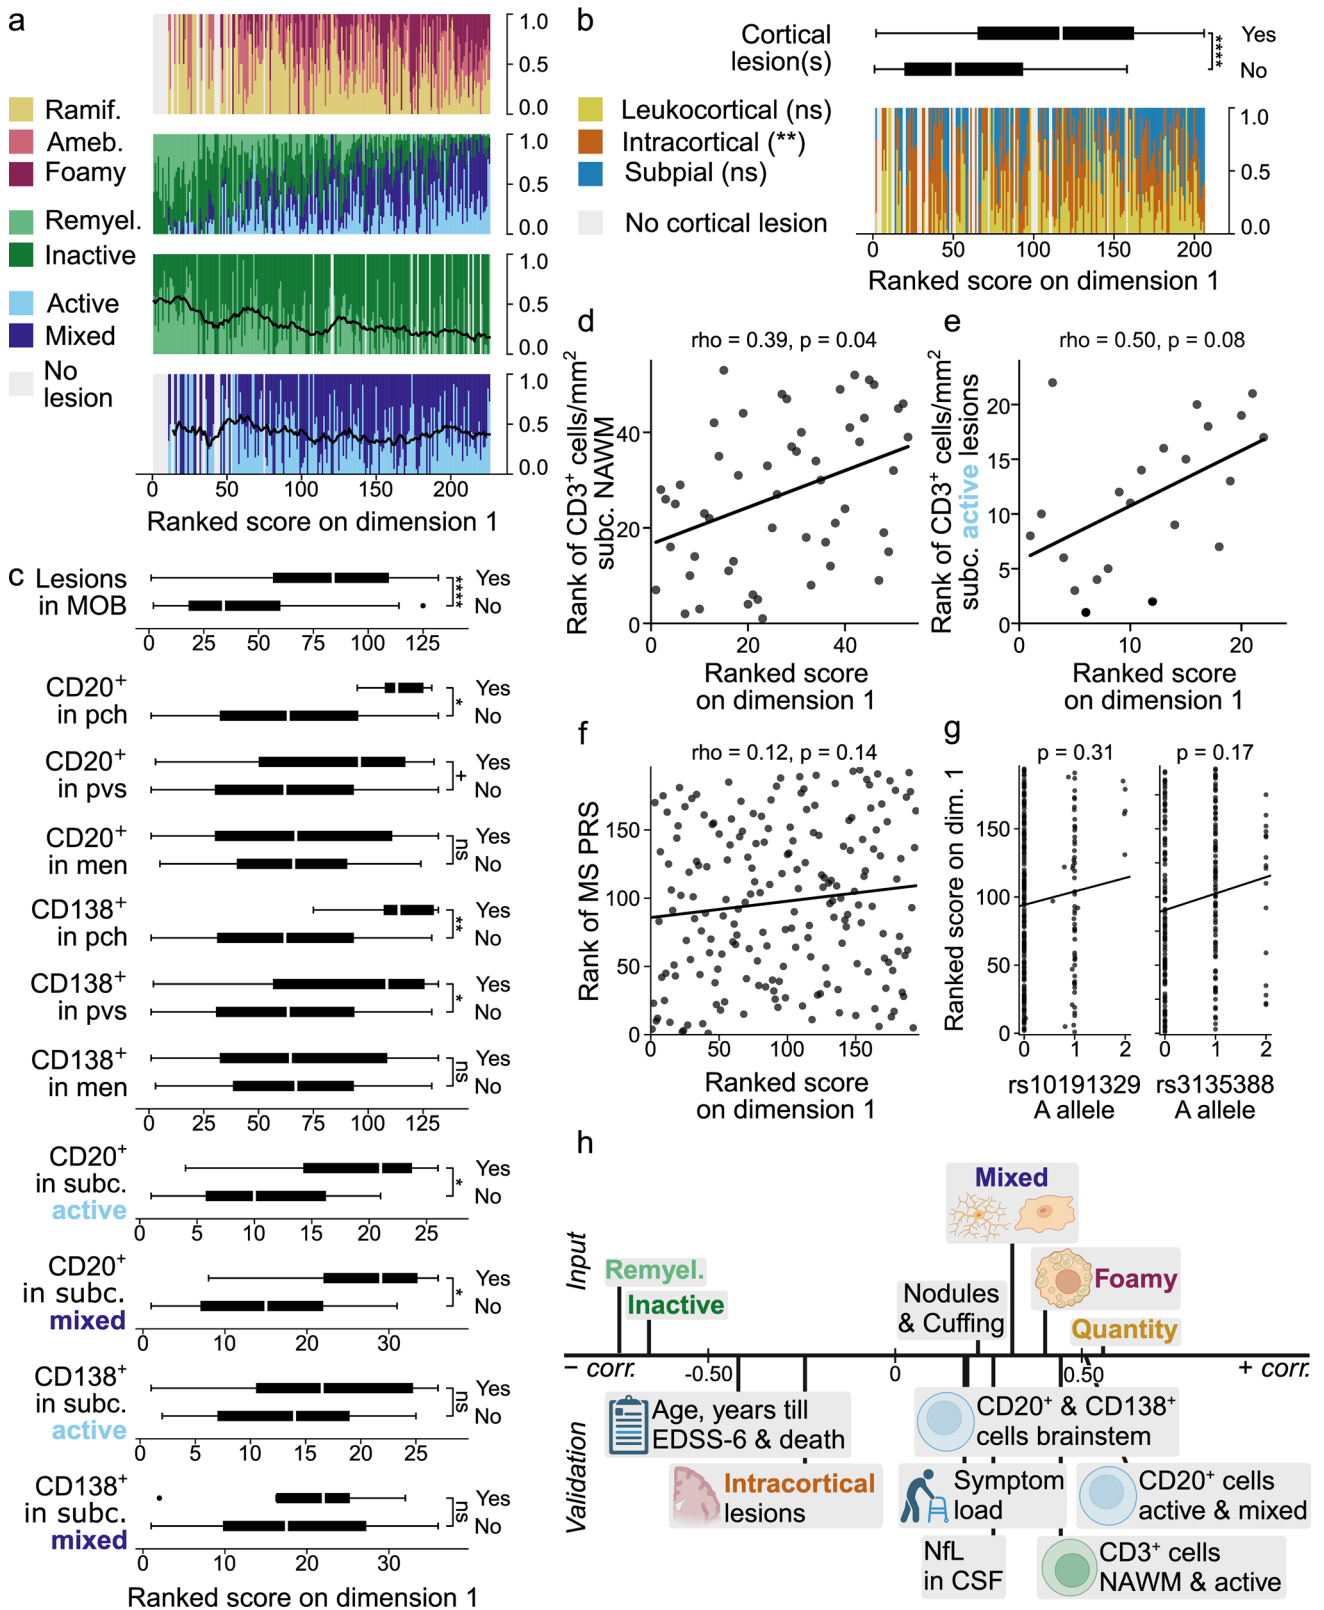 a
Ramif.
Ameb.
Foamy
Remyel.
Inactive
Active
Mixed
No
lesion
1.0
0.5
0.0
1.0
0.5
0.0
1.0
0.5
0.0
1.0
0.5
0.0
0 50 100 150 200
Ranked score on dimension 1
b
Cortical
lesion(s)
Yes
No
****
Leukocortical (ns)
Intracortical (**)
Subpial (ns)
No cortical lesion
1.0
0.5
0.0
0 50 100 150 200
Ranked score on dimension 1
c
Lesions
in MOB
Yes
No
****
0 25 50 75 100 125
CD20+
in pch
Yes
No
*
CD20+
in pvs
Yes
No
+
CD20+
in men
Yes
No
ns
CD138+
in pch
Yes
No
**
CD138+
in pvs
Yes
No
*
CD138+
in men
Yes
No
ns
0 25 50 75 100 125
CD20+
in subc.
active
Yes
No
*
0 5 10 15 20 25
CD20+
in subc.
mixed
Yes
No
*
0 10 20 30
CD138+
in subc.
active
Yes
No
ns
0 5 10 15 20 25
CD138+
in subc.
mixed
Yes
No
ns
0 10 20 30
Ranked score on dimension 1
d
rho = 0.39, p = 0.04
Rank of CD3+ cells/mm2
subc. NAWM
40
20
0
0 20 40
Ranked score
on dimension 1
e
rho = 0.50, p = 0.08
Rank of CD3+ cells/mm2
subc. active lesions
20
15
10
5
0
0 10 20
Ranked score
on dimension 1
f
rho = 0.12, p = 0.14
Rank of MS PRS
150
100
50
0
0 50 100 150
Ranked score
on dimension 1
g
p = 0.31
p = 0.17
Ranked score on dim. 1
150
100
50
0
0 1 2
0 1 2
rs10191329
A allele
rs3135388
A allele
h
Input
Mixed
Remyel.
Inactive
Nodules
& Cuffing
Foamy
Quantity
− corr.
-0.50
0
0.50
+ corr.
Validation
Age, years till
EDSS-6 & death
CD20+ & CD138+
cells brainstem
Intracortical
lesions
Symptom
load
CD20+ cells
active & mixed
NfL
in CSF
CD3+ cells
NAWM & active